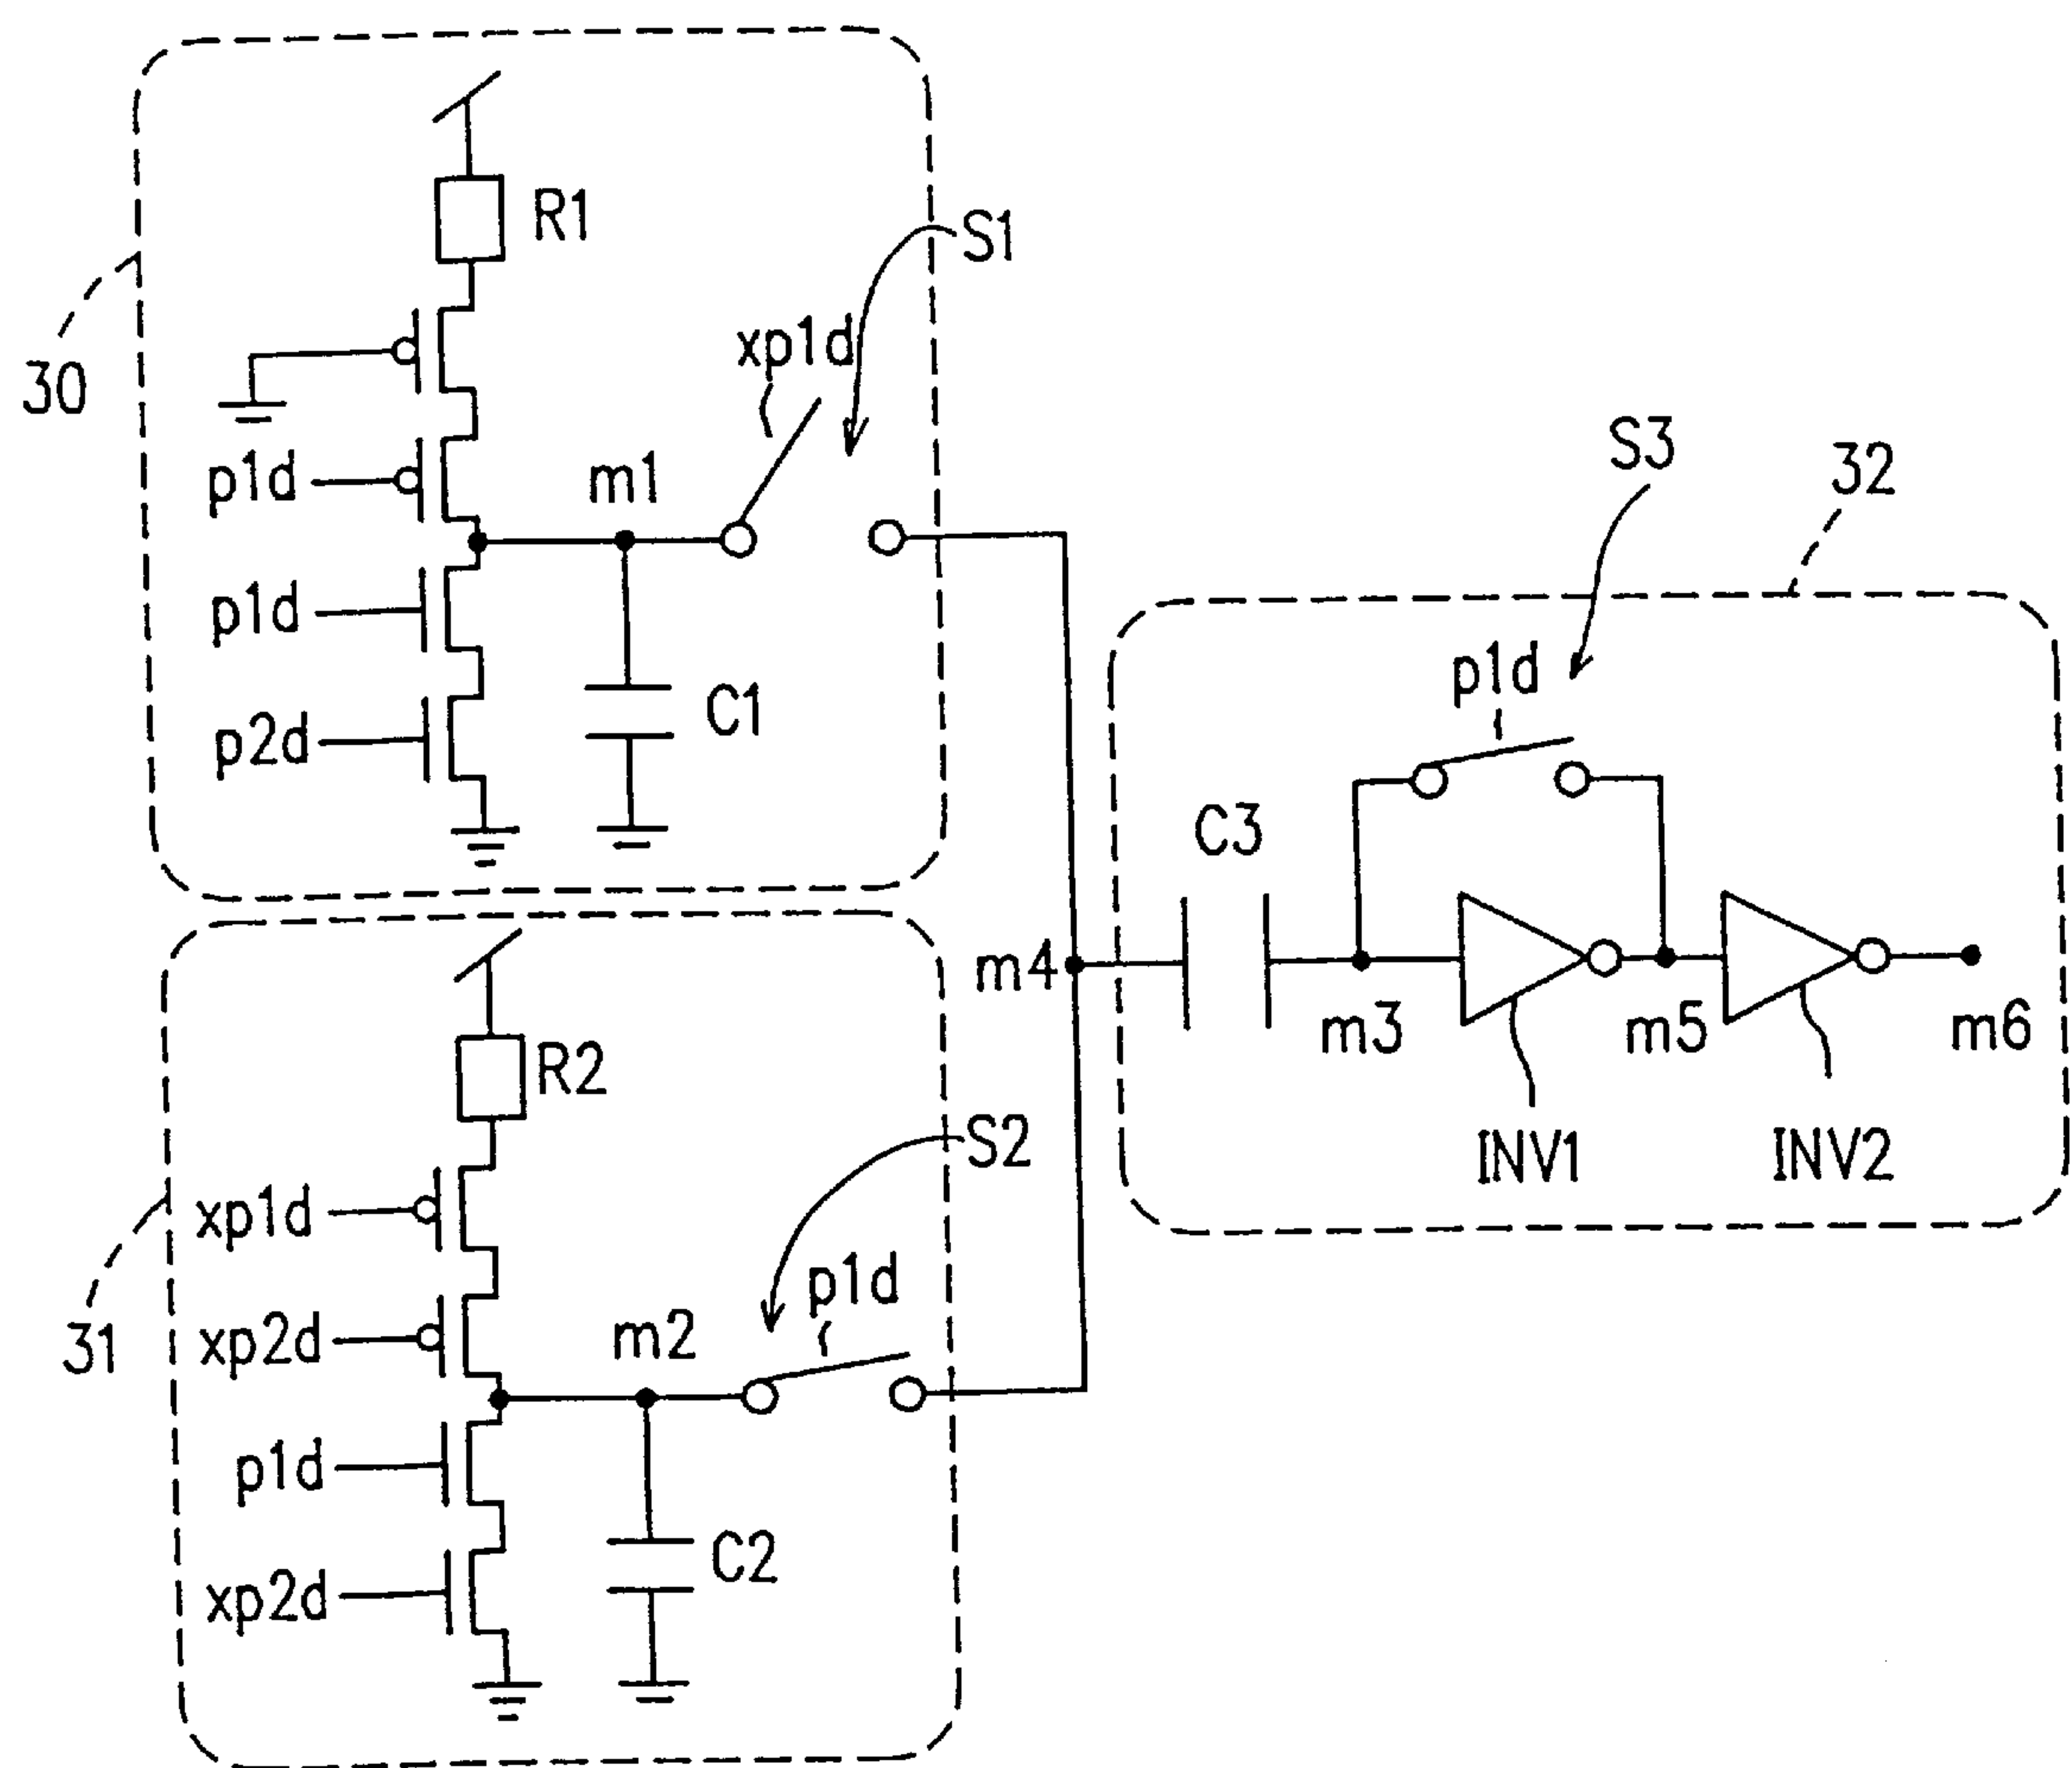 R1
S1
xp1d
30
p1d
m1
p1d
p2d
C1
S3
32
p1d
C3
m4
m3
m5
m6
INV1
INV2
R2
S2
xp1d
p1d
31
xp2d
m2
p1d
C2
xp2d